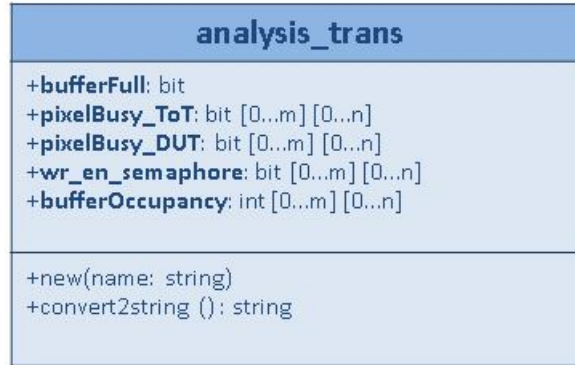 analysis_trans
+bufferFull: bit
+pixelBusy_ToT: bit [0...m] [0...n]
+pixelBusy_DUT: bit [0...m] [0...n]
+wr_en_semaphore: bit [0...m] [0...n]
+bufferOccupancy: int [0...m] [0...n]
+new(name: string)
+convert2string (): string